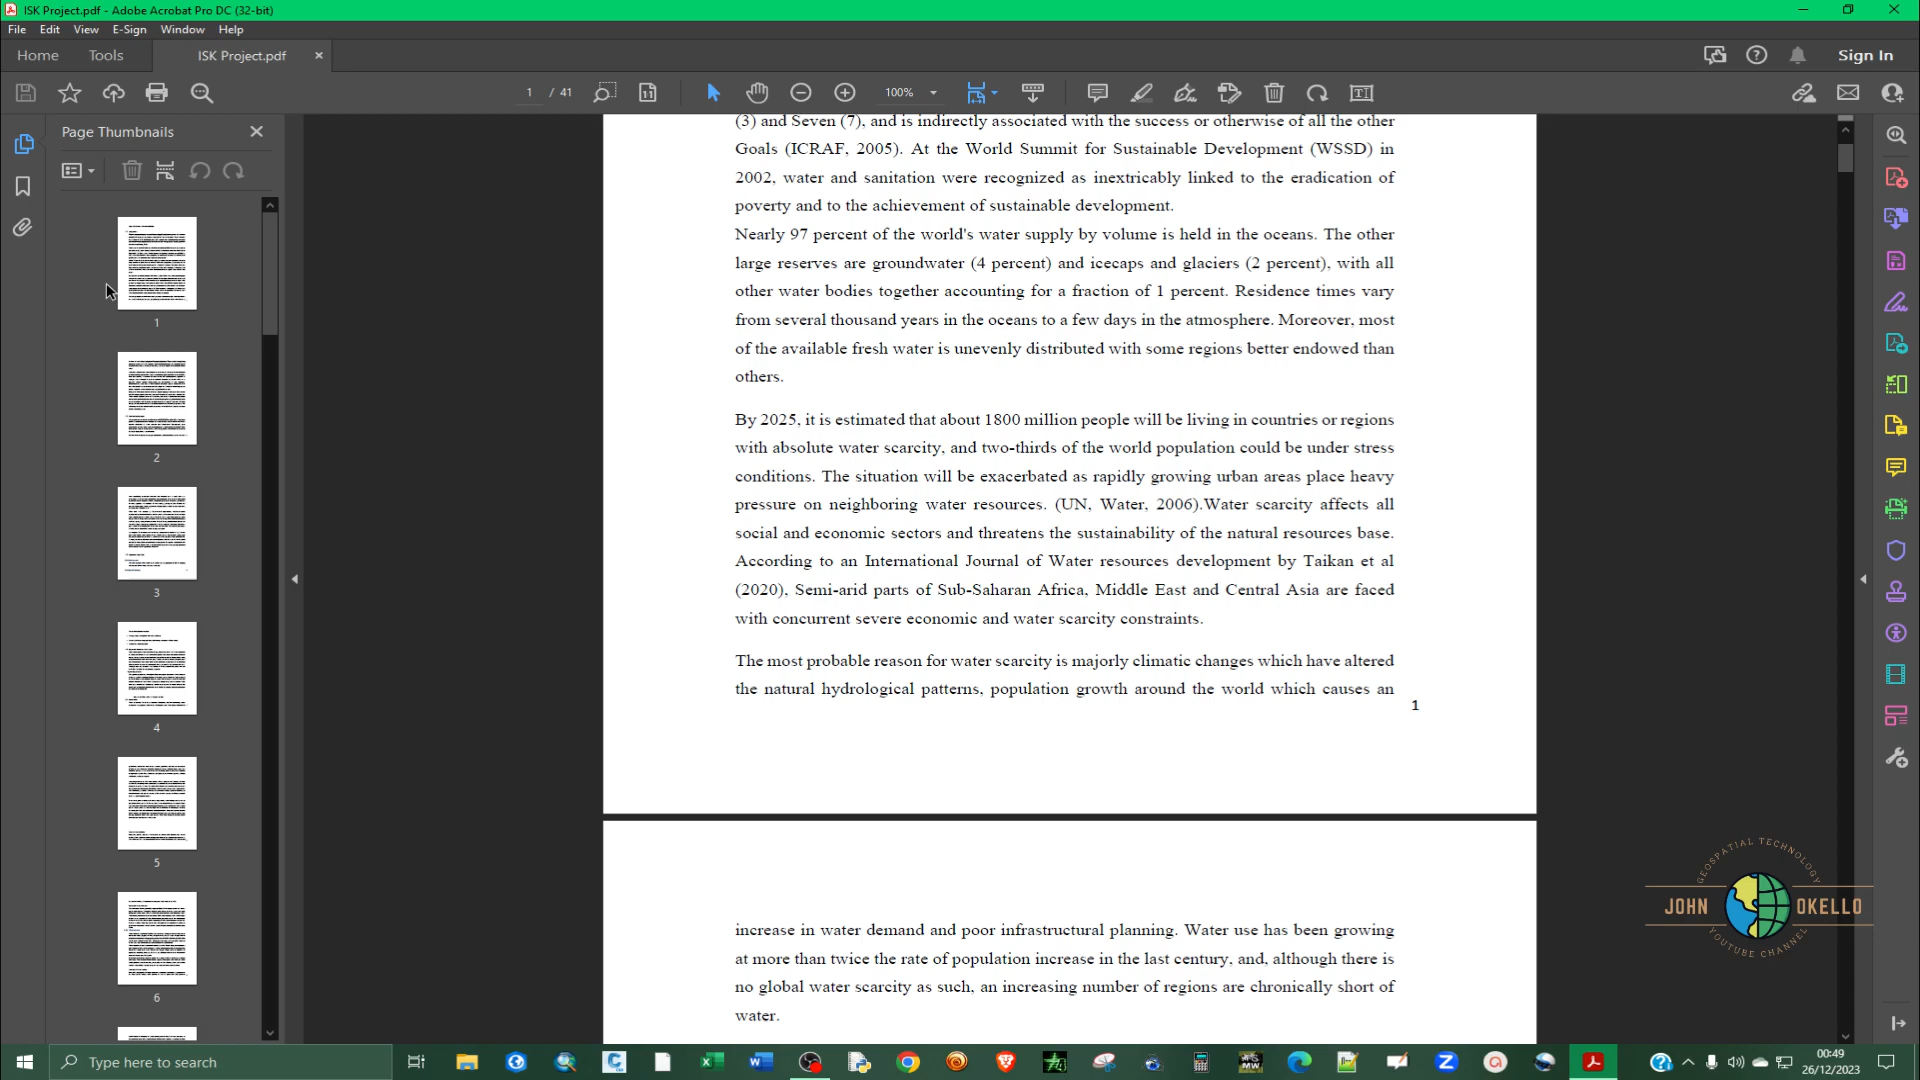 ISK Project.pdf - Adobe Acrobat Pro DC (32-bit)
File Edit View E-Sign Window Help
Home Tools ISK Project.pdf × Sign In
1 / 41 100%
Page Thumbnails
1
2
3
4
5
6
(3) and Seven (7), and is indirectly associated with the success or otherwise of all the other
Goals (ICRAF, 2005). At the World Summit for Sustainable Development (WSSD) in
2002, water and sanitation were recognized as inextricably linked to the eradication of
poverty and to the achievement of sustainable development.
Nearly 97 percent of the world's water supply by volume is held in the oceans. The other
large reserves are groundwater (4 percent) and icecaps and glaciers (2 percent), with all
other water bodies together accounting for a fraction of 1 percent. Residence times vary
from several thousand years in the oceans to a few days in the atmosphere. Moreover, most
of the available fresh water is unevenly distributed with some regions better endowed than
others.
By 2025, it is estimated that about 1800 million people will be living in countries or regions
with absolute water scarcity, and two-thirds of the world population could be under stress
conditions. The situation will be exacerbated as rapidly growing urban areas place heavy
pressure on neighboring water resources. (UN, Water, 2006).Water scarcity affects all
social and economic sectors and threatens the sustainability of the natural resources base.
According to an International Journal of Water resources development by Taikan et al
(2020), Semi-arid parts of Sub-Saharan Africa, Middle East and Central Asia are faced
with concurrent severe economic and water scarcity constraints.
The most probable reason for water scarcity is majorly climatic changes which have altered
the natural hydrological patterns, population growth around the world which causes an
1
increase in water demand and poor infrastructural planning. Water use has been growing
at more than twice the rate of population increase in the last century, and, although there is
no global water scarcity as such, an increasing number of regions are chronically short of
water.
GEOSPATIAL TECHNOLOGY
JOHN OKELLO
YOUTUBE CHANNEL
Type here to search
00:49
26/12/2023